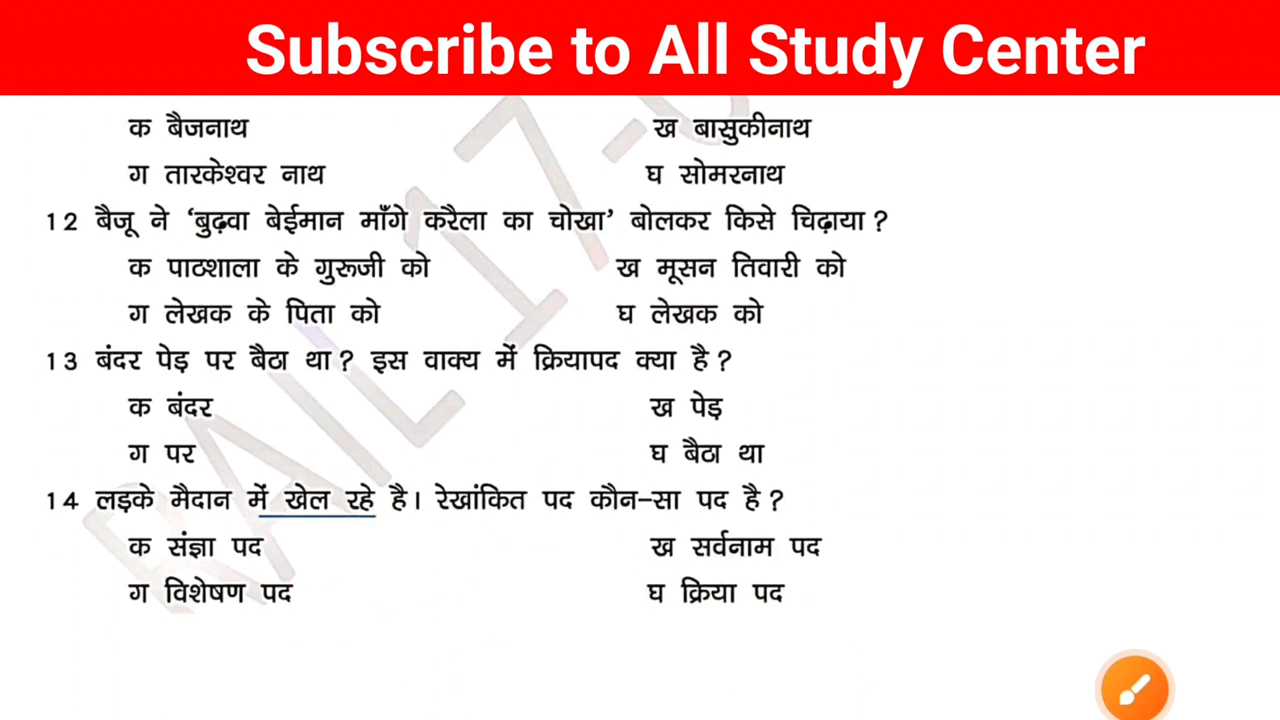 Subscribe to All Study Center
क बैजनाथ ख बासुकीनाथ
ग तारकेश्वर नाथ घ सोमरनाथ
12 बैजू ने ‘बुढ़वा बेईमान माँगे करैला का चोखा’ बोलकर किसे चिढ़ाया ?
क पाठशाला के गुरूजी को ख मूसन तिवारी को
ग लेखक के पिता को घ लेखक को
13 बंदर पेड़ पर बैठा था ? इस वाक्य में क्रियापद क्या है ?
क बंदर ख पेड़
ग पर घ बैठा था
14 लड़के मैदान में खेल रहे है। रेखांकित पद कौन-सा पद है ?
क संज्ञा पद ख सर्वनाम पद
ग विशेषण पद घ क्रिया पद